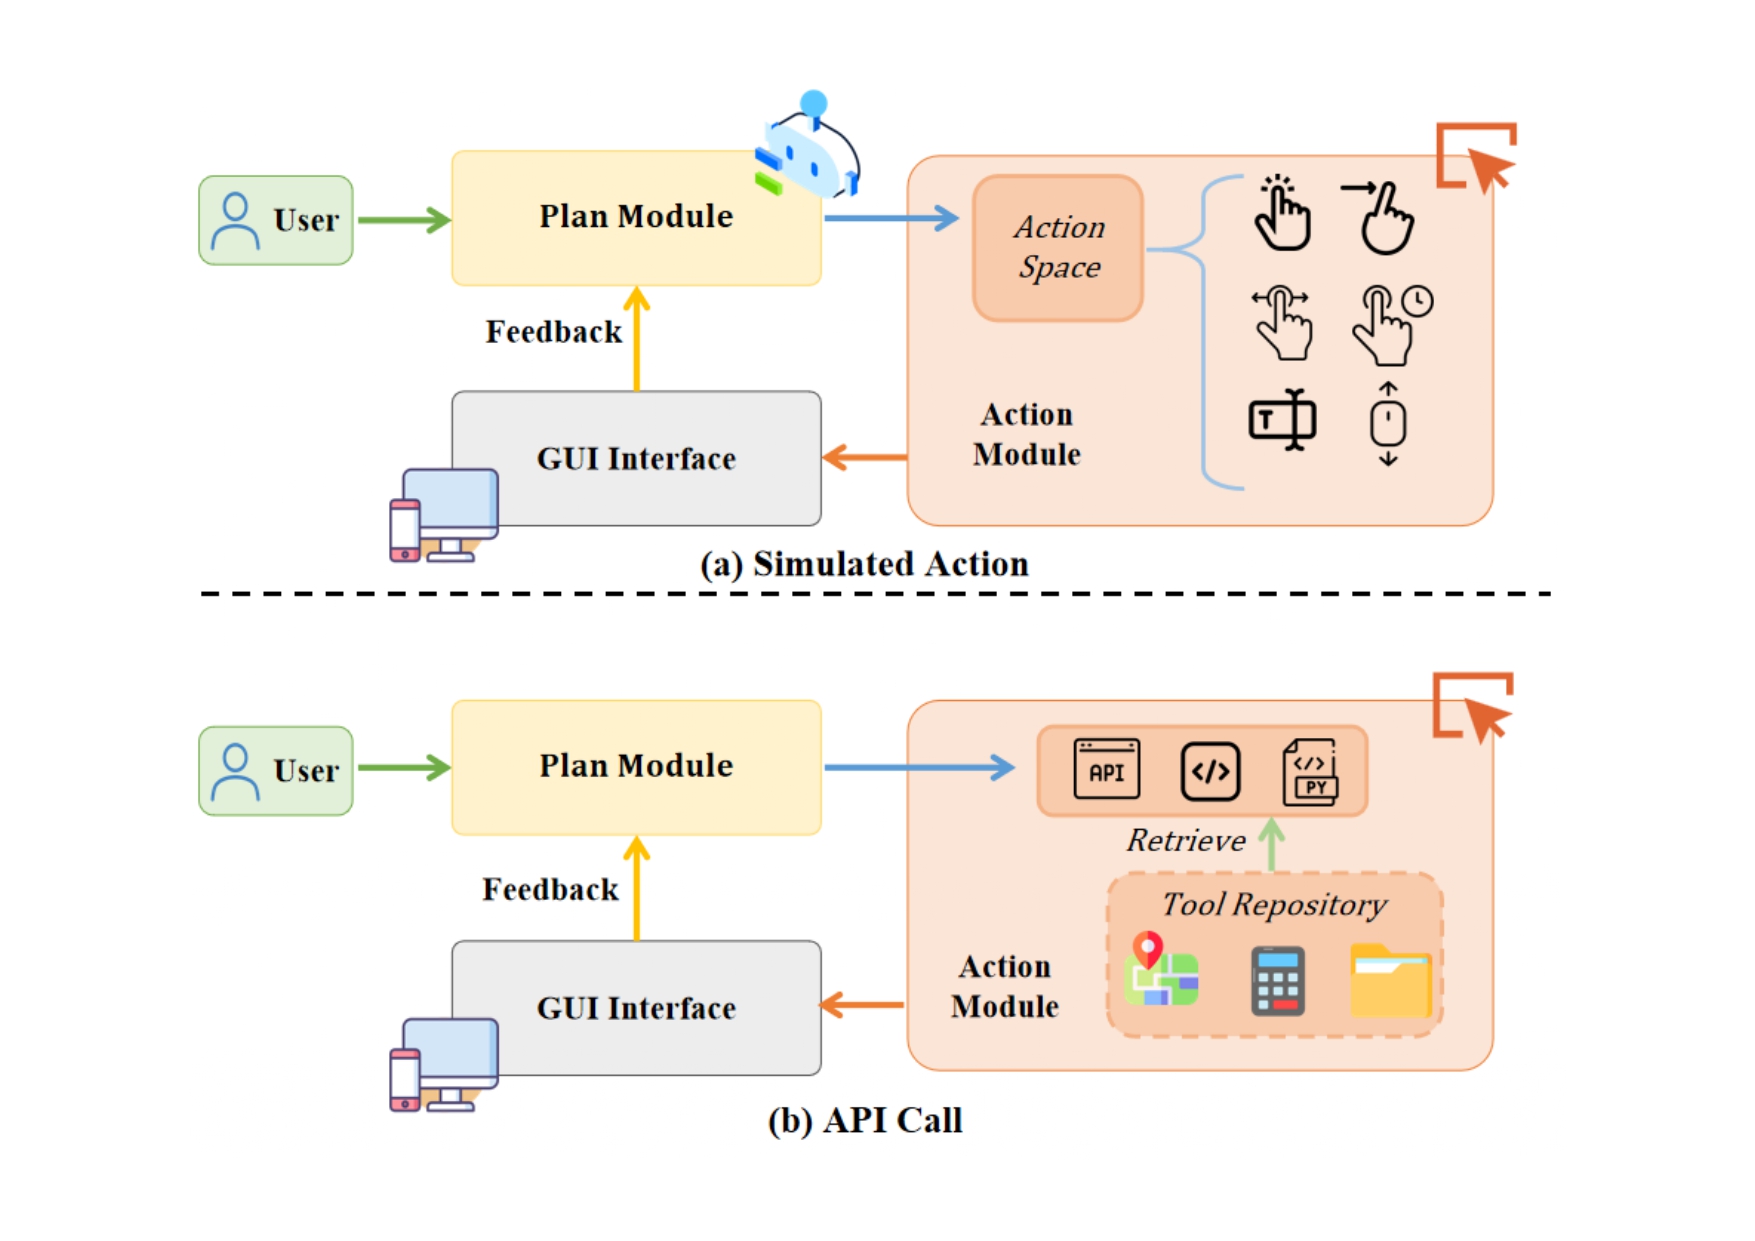 User
Plan Module
Action
Space
Feedback
GUI Interface
Action
Module
T
(a) Simulated Action
User
Plan Module
API
</>
</>
PY
Retrieve
Feedback
Tool Repository
GUI Interface
Action
Module
(b) API Call